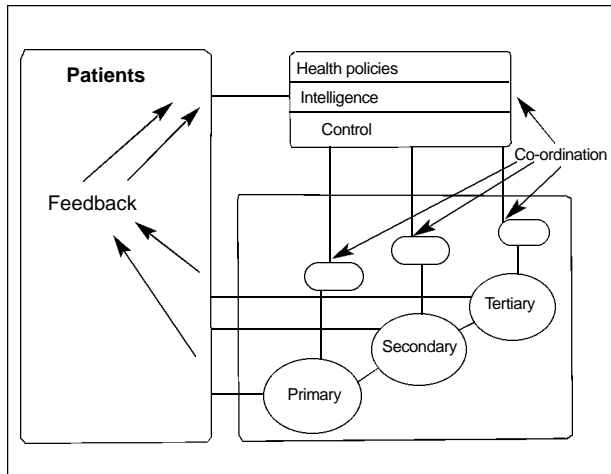 Patients
Health policies
Intelligence
Control
Co-ordination
Feedback
Tertiary
Secondary
Primary